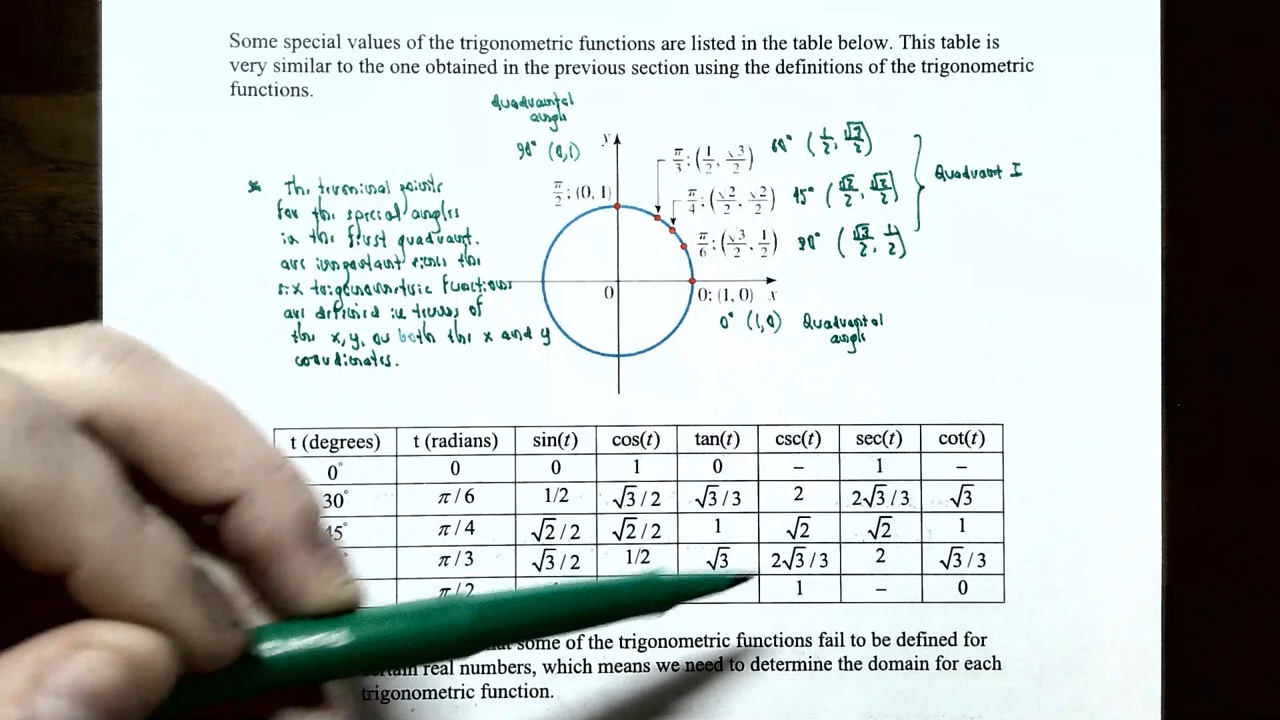 Some special values of the trigonometric functions are listed in the table below. This table is
very similar to the one obtained in the previous section using the definitions of the trigonometric
functions.
Quadrantal
angle
90° (0,1)
y
π/3: (1/2, √3/2) 60° (1/2, √3/2)
π/2: (0, 1)
π/4: (√2/2, √2/2) 45° (√2/2, √2/2) Quadrant I
π/6: (√3/2, 1/2) 30° (√3/2, 1/2)
0
0: (1, 0) x
0° (1,0) Quadrantal
angle
* The terminal points
for the special angles
in the first quadrant.
are important since the
six trigonometric functions
are defined in terms of
the x, y, or both the x and y
coordinates.
t (degrees) t (radians) sin(t) cos(t) tan(t) csc(t) sec(t) cot(t)
0° 0 0 1 0 – 1 –
30° π/6 1/2 √3/2 √3/3 2 2√3/3 √3
45° π/4 √2/2 √2/2 1 √2 √2 1
π/3 √3/2 1/2 √3 2√3/3 2 √3/3
π/2 1 – 0
some of the trigonometric functions fail to be defined for
real numbers, which means we need to determine the domain for each
trigonometric function.